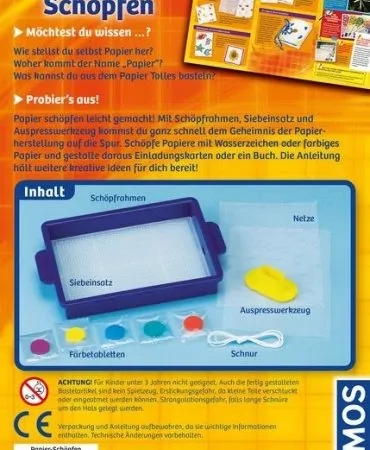 Schöpfen
Möchtest du wissen ...?
Wie stellst du selbst Papier her?
Woher kommt der Name „Papier"?
Was kannst du aus dem Papier Tolles basteln?
Probier's aus!
Papier schöpfen leicht gemacht! Mit Schöpfrahmen, Siebeinsatz und
Auspresswerkzeug kommst du ganz schnell dem Geheimnis der Papier-
herstellung auf die Spur. Schöpfe Papiere mit Wasserzeichen oder farbiges
Papier und gestalte daraus Einladungskarten oder ein Buch. Die Anleitung
hält weitere kreative Ideen für dich bereit!
Inhalt
Schöpfrahmen
Netze
Siebeinsatz
Auspresswerkzeug
Färbetabletten
Schnur
ACHTUNG! Für Kinder unter 3 Jahren nicht geeignet. Auch die fertig gestalteten
Bastelartikel sind kein Spielzeug. Erstickungsgefahr, da kleine Teile verschluckt
oder eingeatmet werden können. Strangulationsgefahr, falls lange Schnüre
um den Hals gelegt werden.
CE
Verpackung und Anleitung aufbewahren, da sie wichtige Informationen
enthalten. Technische Änderungen vorbehalten.
Papier-Schöpfen
MOS